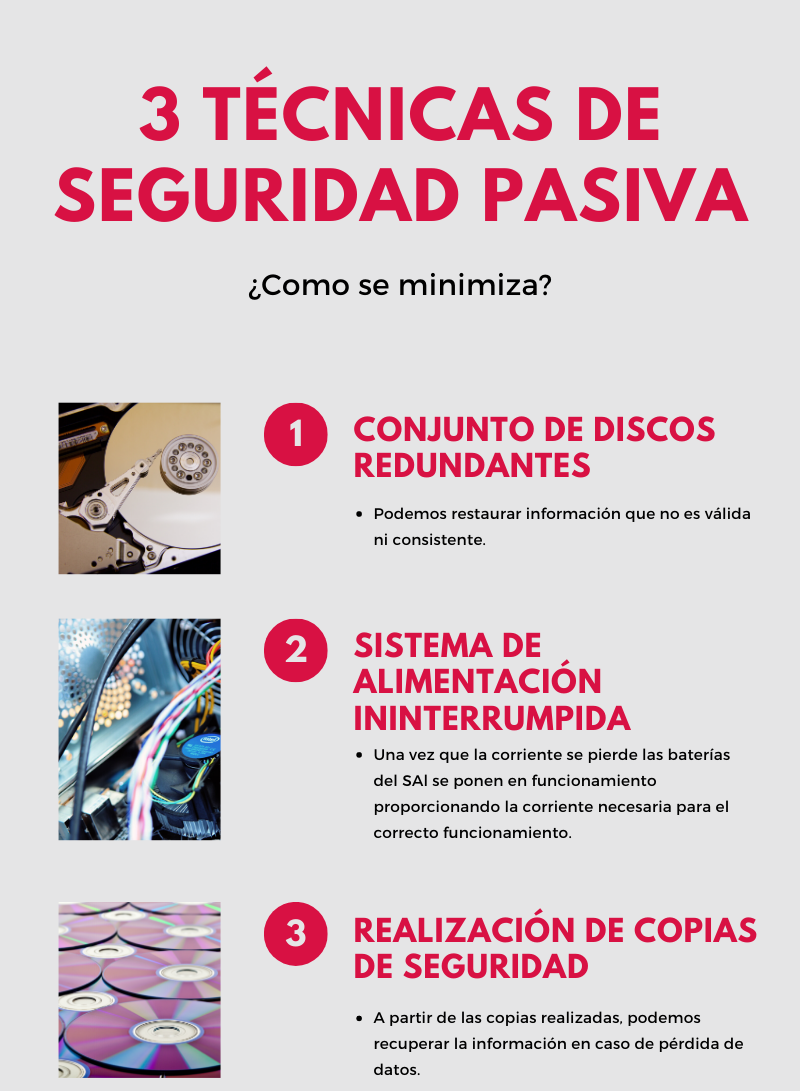 3 TÉCNICAS DE
SEGURIDAD PASIVA
¿Como se minimiza?
1
CONJUNTO DE DISCOS
REDUNDANTES
• Podemos restaurar información que no es válida
ni consistente.
2
SISTEMA DE
ALIMENTACIÓN
ININTERRUMPIDA
• Una vez que la corriente se pierde las baterías
del SAI se ponen en funcionamiento
proporcionando la corriente necesaria para el
correcto funcionamiento.
intel
3
REALIZACIÓN DE COPIAS
DE SEGURIDAD
• A partir de las copias realizadas, podemos
recuperar la información en caso de pérdida de
datos.